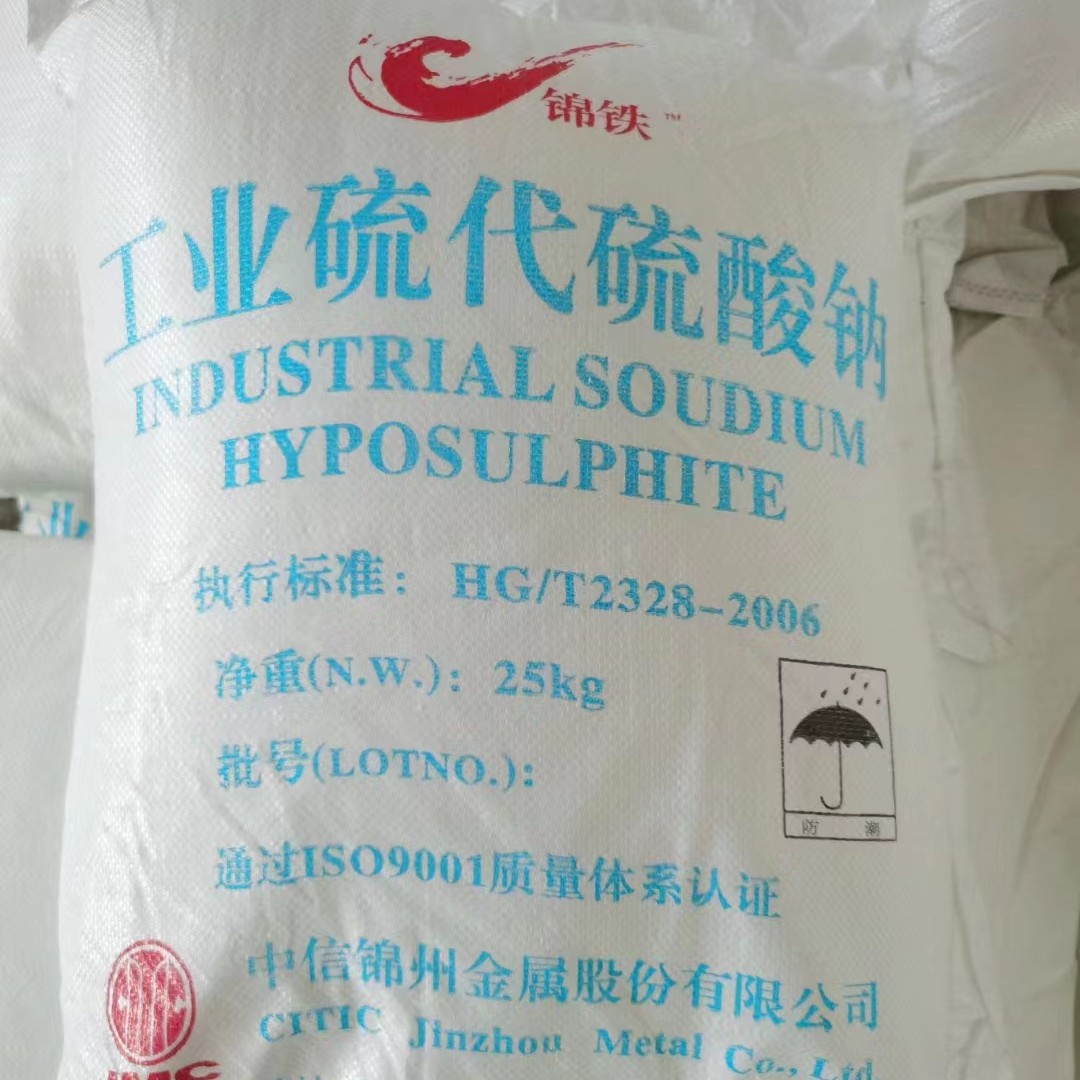 锦铁™
工业硫代硫酸钠
INDUSTRIAL SOUDIUM
HYPOSULPHITE
执行标准：HG/T2328-2006
净重(N.W.)：25kg
批号(LOTNO.)：
防 潮
通过ISO9001质量体系认证
中信锦州金属股份有限公司
CITIC Jinzhou Metal Co., Ltd